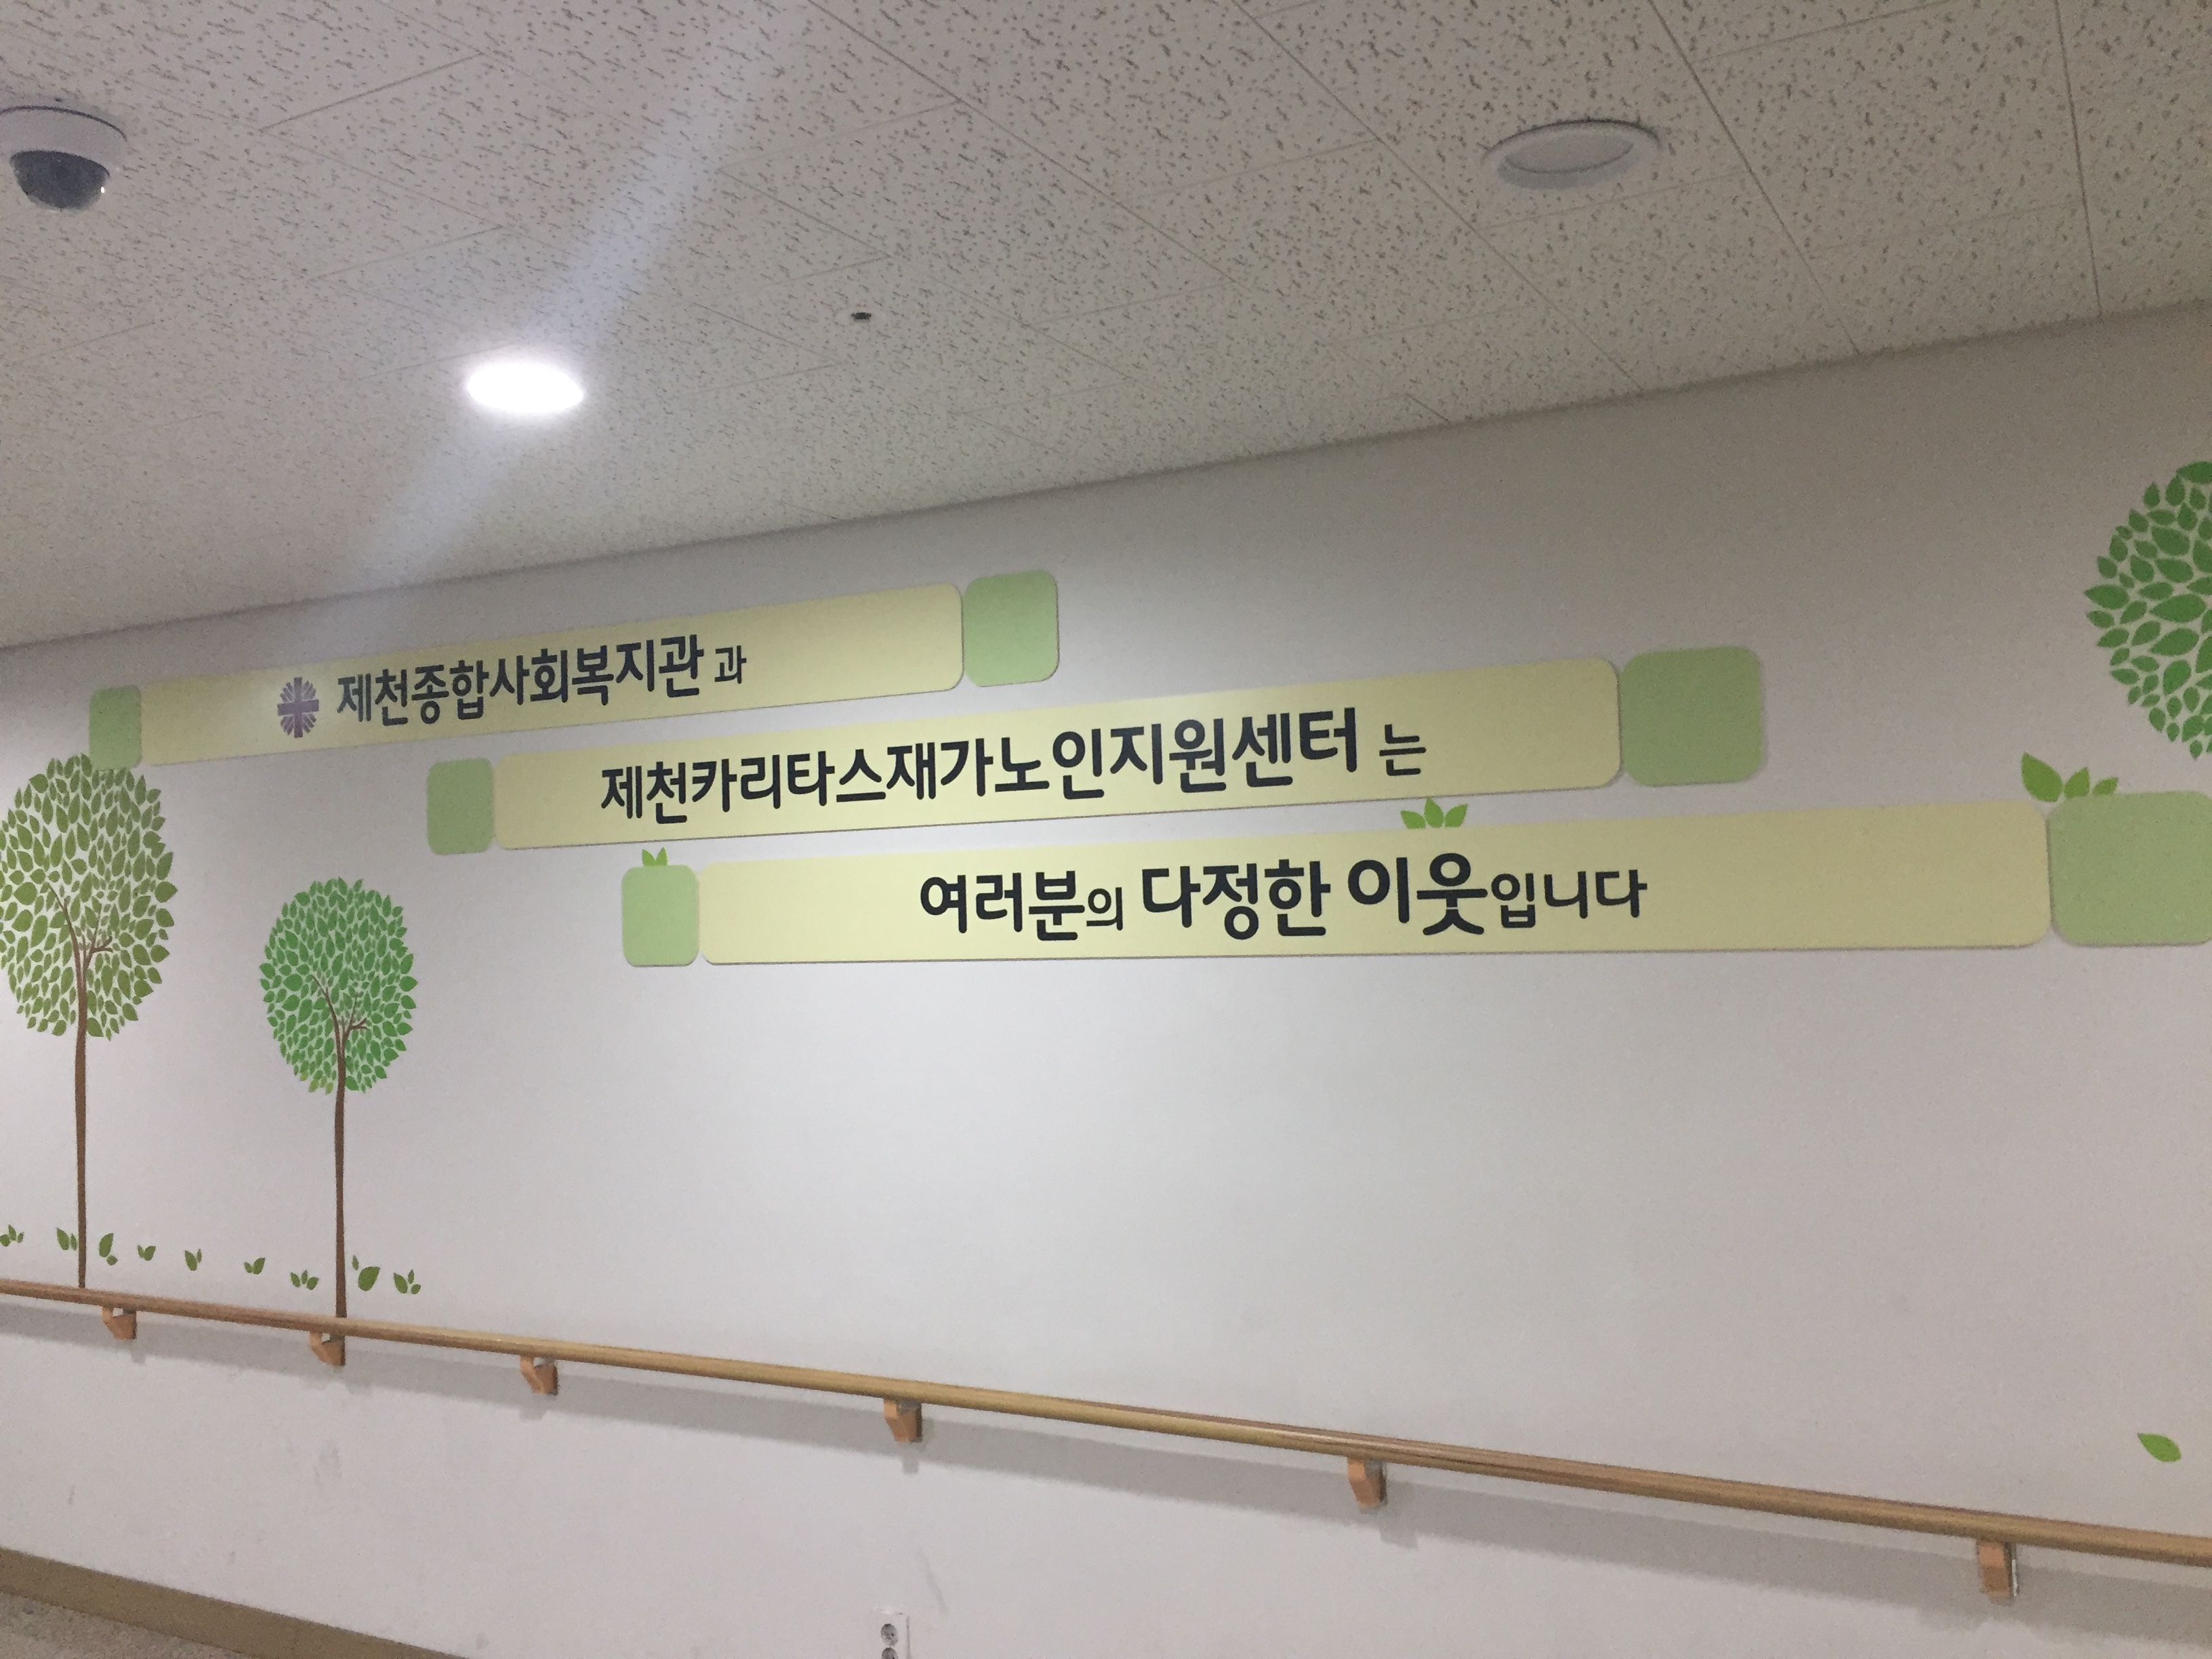 제천종합사회복지관 과
제천카리타스재가노인지원센터 는
여러분의 다정한 이웃입니다